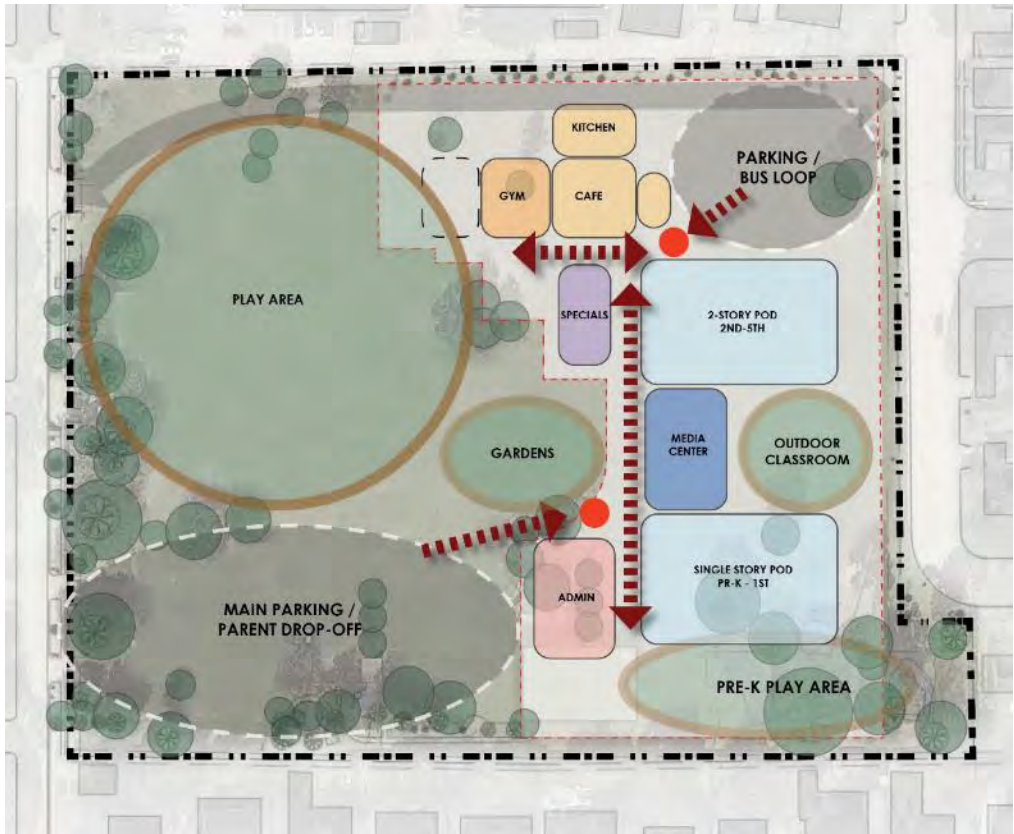 KITCHEN
PARKING /
BUS LOOP
GYM
CAFE
PLAY AREA
SPECIALS
2-STORY POD
2ND-5TH
GARDENS
MEDIA
CENTER
OUTDOOR
CLASSROOM
SINGLE STORY POD
PR-K - 1ST
ADMIN
MAIN PARKING /
PARENT DROP-OFF
PRE-K PLAY AREA